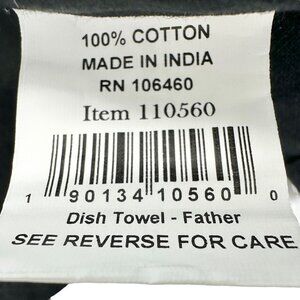 100% COTTON
MADE IN INDIA
RN 106460
Item 110560
1 90134 10560 0
Dish Towel - Father
SEE REVERSE FOR CARE